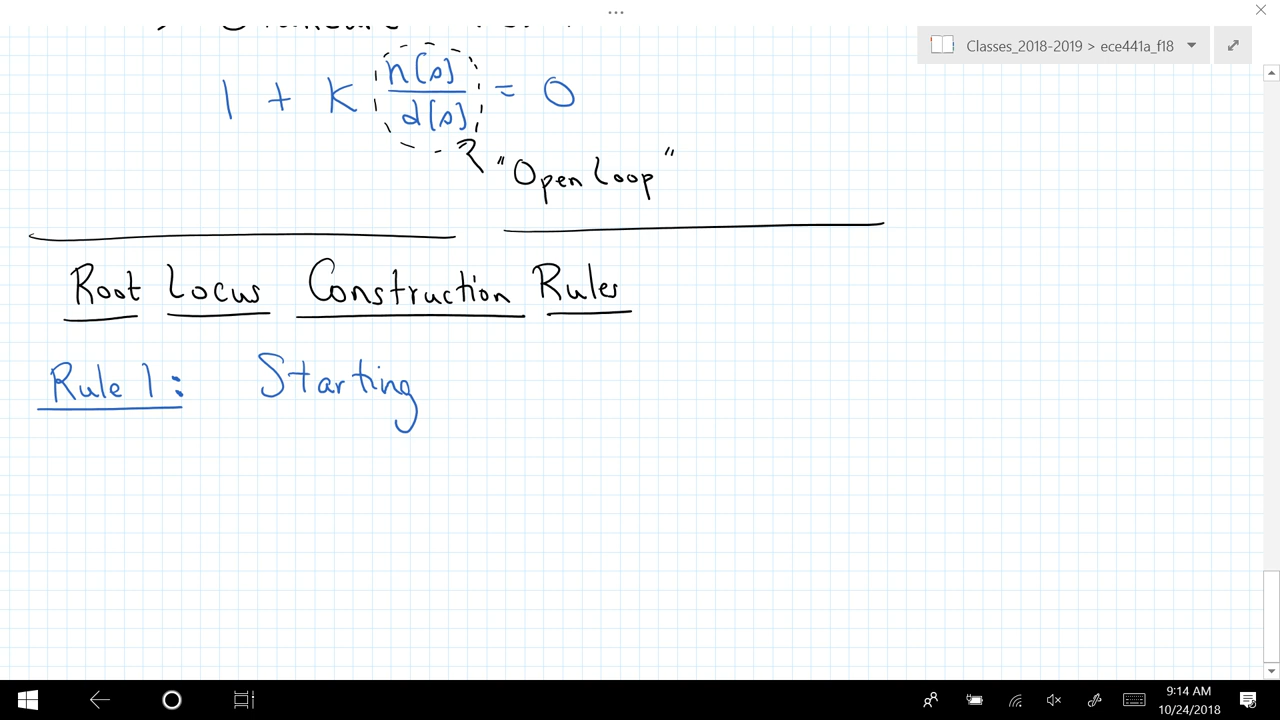 Classes_2018-2019 > ece441a_f18
1 + K n(s)/d(s) = 0
"Open Loop"
Root Locus Construction Rules
Rule 1: Starting
9:14 AM
10/24/2018